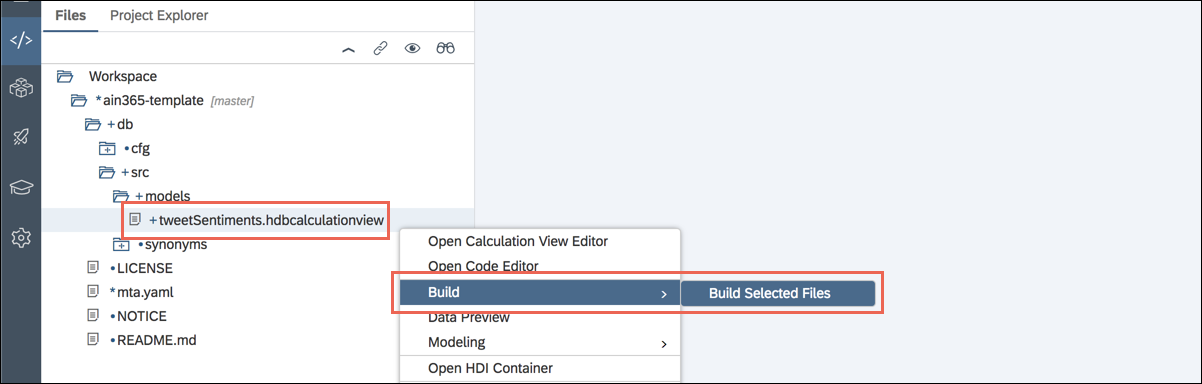 Files Project Explorer
Workspace
*ain365-template [master]
+db
•cfg
+src
+models
+tweetSentiments.hdbcalculationview
•synonyms
•LICENSE
*mta.yaml
•NOTICE
•README.md
Open Calculation View Editor
Open Code Editor
Build > Build Selected Files
Data Preview
Modeling >
Open HDI Container